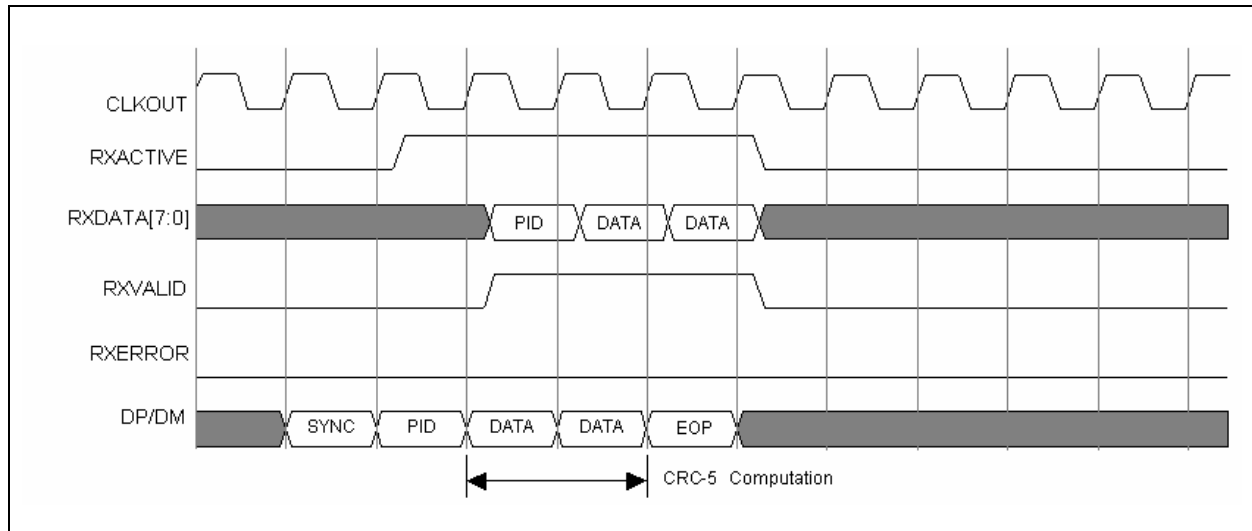 CLKOUT
RXACTIVE
RXDATA[7:0]
PID DATA DATA
RXVALID
RXERROR
DP/DM
SYNC PID DATA DATA EOP
CRC-5 Computation